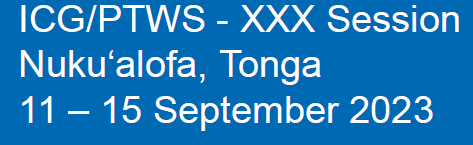 ICG/PTWS - XXX Session
Nuku‘alofa, Tonga
11 – 15 September 2023